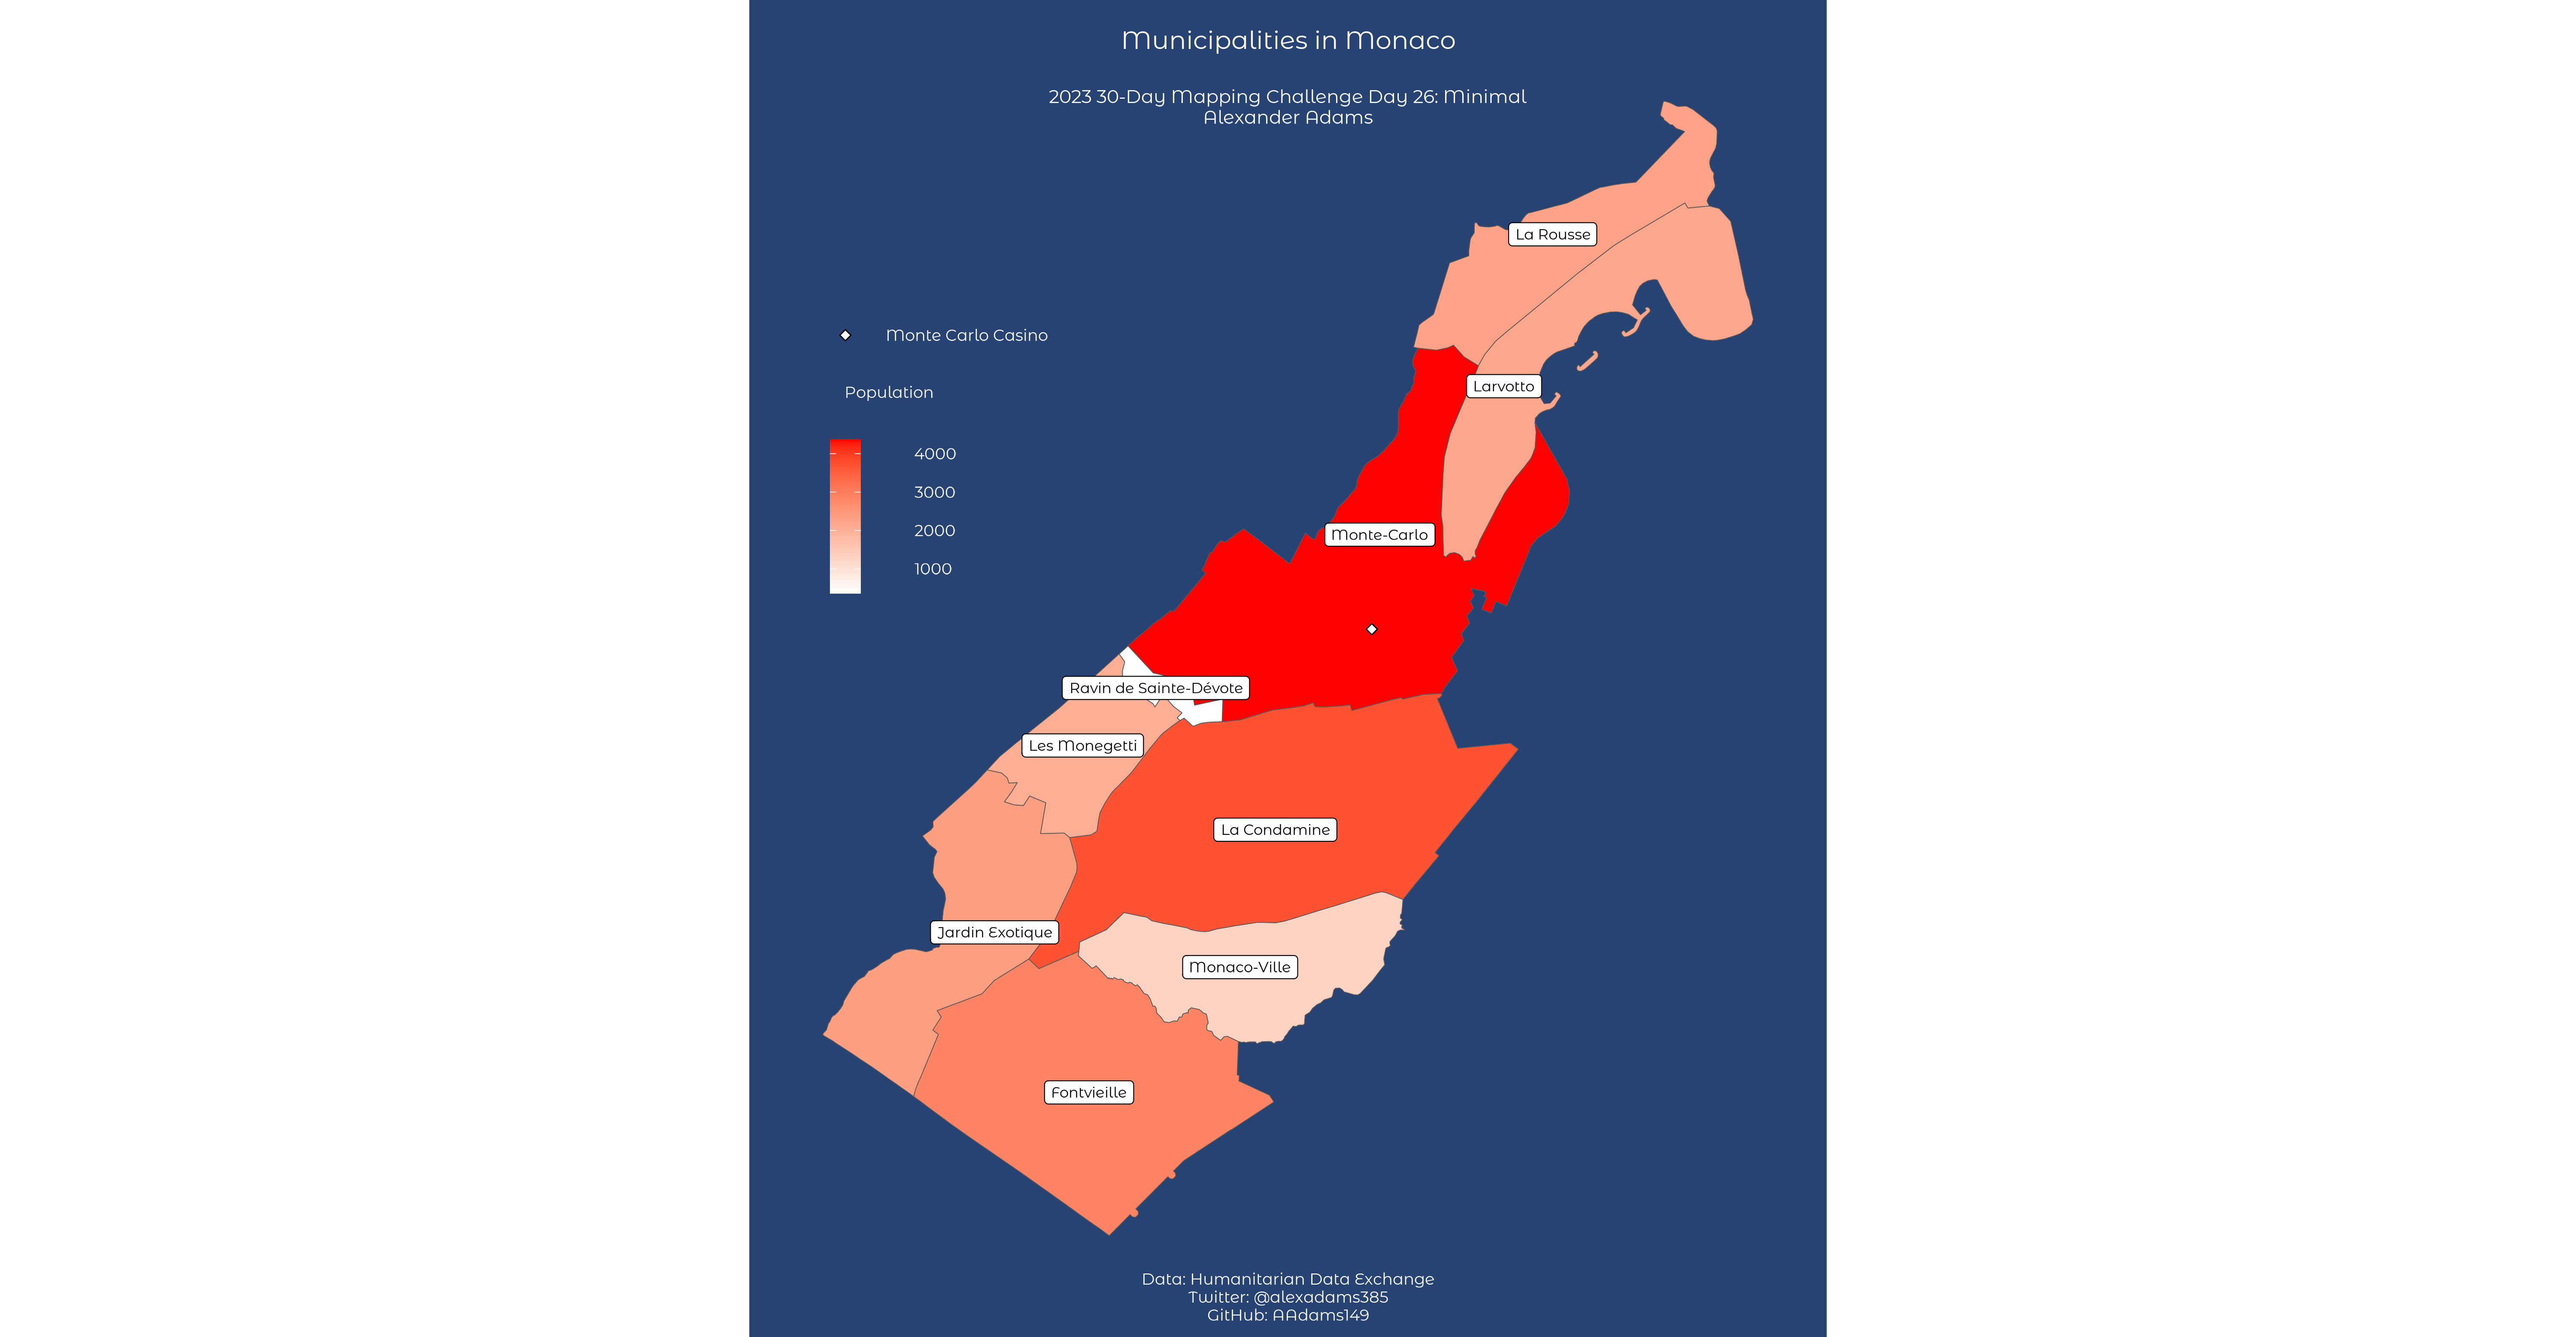 Municipalities in Monaco
2023 30-Day Mapping Challenge Day 26: Minimal
Alexander Adams
La Rousse
Monte Carlo Casino
Larvotto
Population
4000
3000
2000
1000
Monte-Carlo
Ravin de Sainte-Dévote
Les Monegetti
La Condamine
Jardin Exotique
Monaco-Ville
Fontvieille
Data: Humanitarian Data Exchange
Twitter: @alexadams385
GitHub: AAdams149